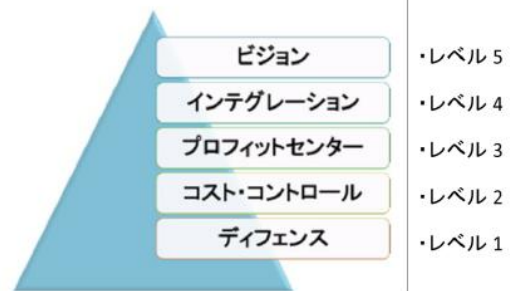 ビジョン ・レベル 5
インテグレーション ・レベル 4
プロフィットセンター ・レベル 3
コスト・コントロール ・レベル 2
ディフェンス ・レベル 1